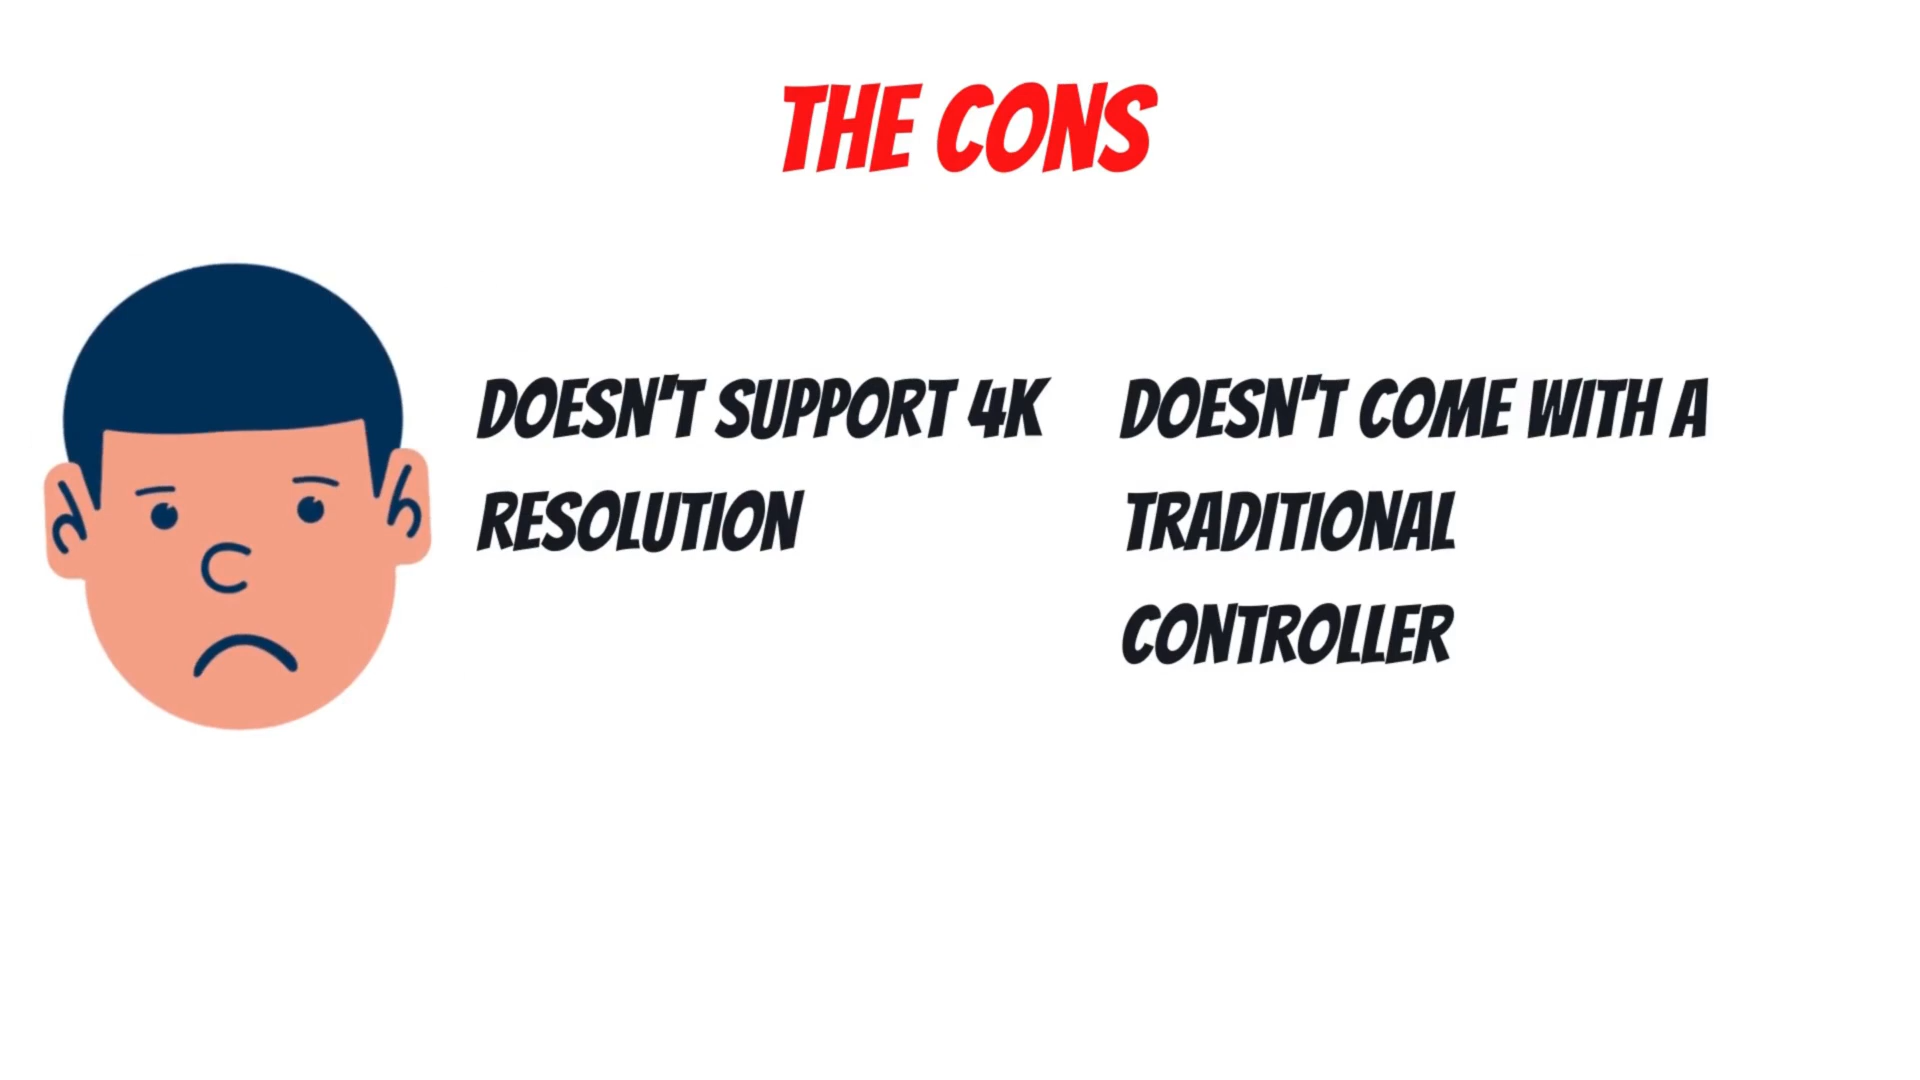 THE CONS
DOESN'T SUPPORT 4K
RESOLUTION
DOESN'T COME WITH A
TRADITIONAL
CONTROLLER